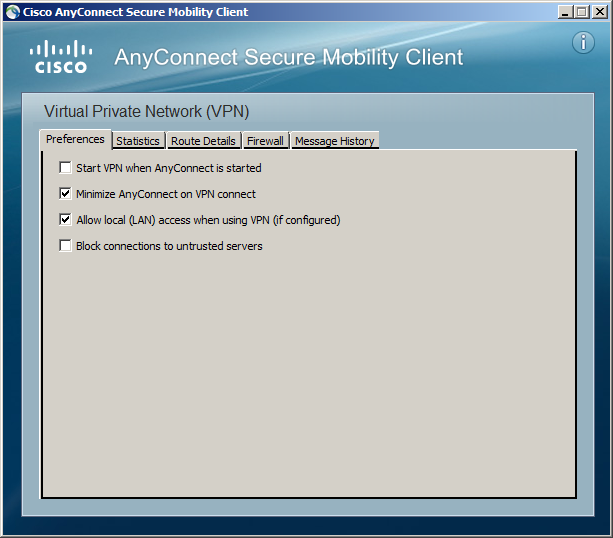 Cisco AnyConnect Secure Mobility Client
CISCO
AnyConnect Secure Mobility Client
i
Virtual Private Network (VPN)
Preferences
Statistics
Route Details
Firewall
Message History
Start VPN when AnyConnect is started
Minimize AnyConnect on VPN connect
Allow local (LAN) access when using VPN (if configured)
Block connections to untrusted servers